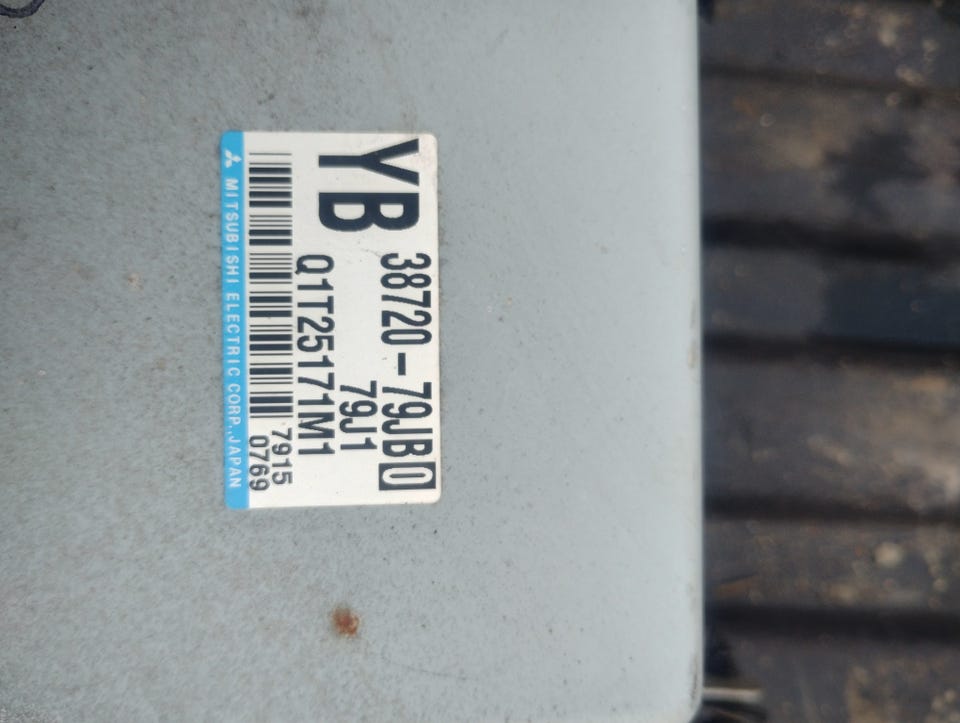 YB 38720-79JB0
79J1
Q1T25171M1
7915
0769
MITSUBISHI ELECTRIC CORP.,JAPAN